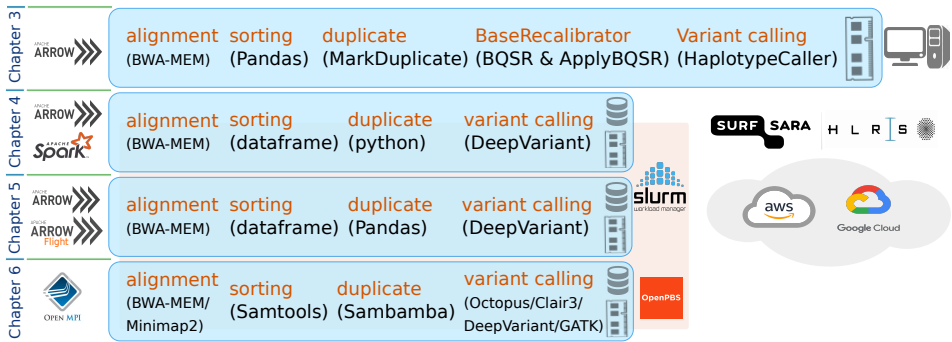 Chapter 3
APACHE
ARROW
alignment sorting duplicate BaseRecalibrator Variant calling
(BWA-MEM) (Pandas) (MarkDuplicate) (BQSR & ApplyBQSR) (HaplotypeCaller)
Chapter 4
APACHE
ARROW
APACHE
Spark
alignment sorting duplicate variant calling
(BWA-MEM) (dataframe) (python) (DeepVariant)
SURF SARA
H L R I S
slurm
workload manager
aws
Google Cloud
Chapter 5
APACHE
ARROW
APACHE
ARROW
Flight
alignment sorting duplicate variant calling
(BWA-MEM) (dataframe) (Pandas) (DeepVariant)
Chapter 6
OPEN MPI
alignment sorting duplicate variant calling
(BWA-MEM/
Minimap2)
(Samtools) (Sambamba)
(Octopus/Clair3/
DeepVariant/GATK)
OpenPBS